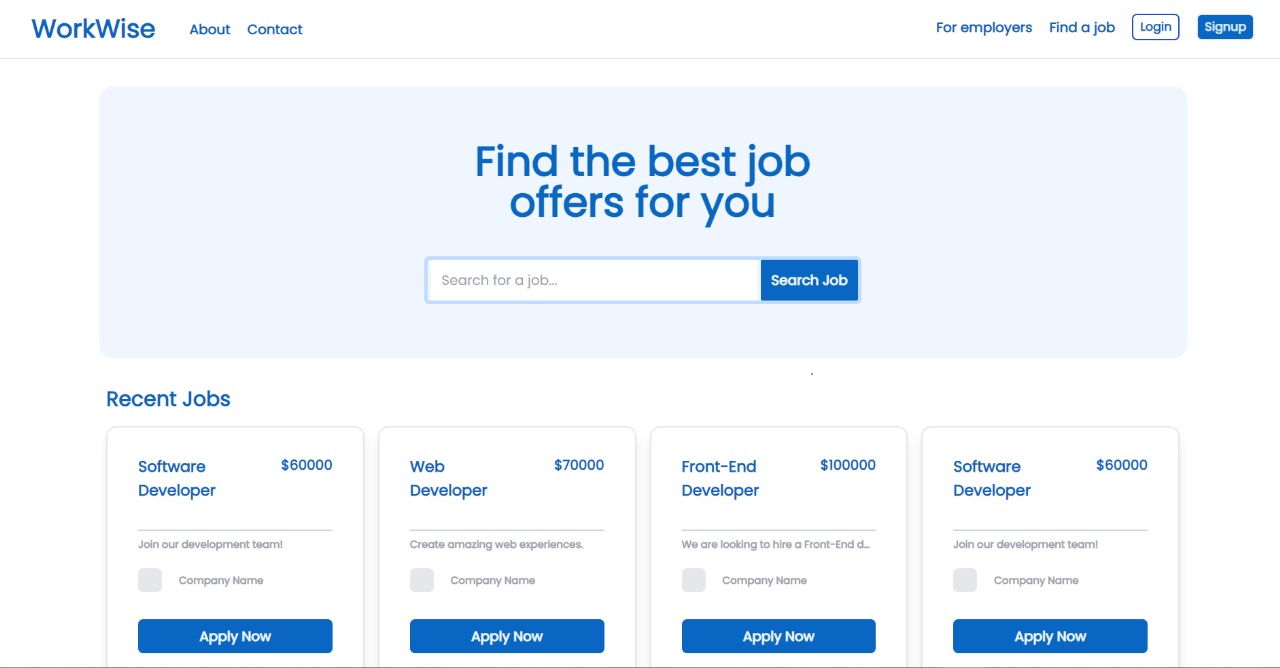 WorkWise About Contact For employers Find a job Login Signup
Find the best job
offers for you
Search for a job... Search Job
Recent Jobs
Software $60000 Web $70000 Front-End $100000 Software $60000
Developer Developer Developer Developer
Join our development team! Create amazing web experiences. We are looking to hire a Front-End d... Join our development team!
Company Name Company Name Company Name Company Name
Apply Now Apply Now Apply Now Apply Now